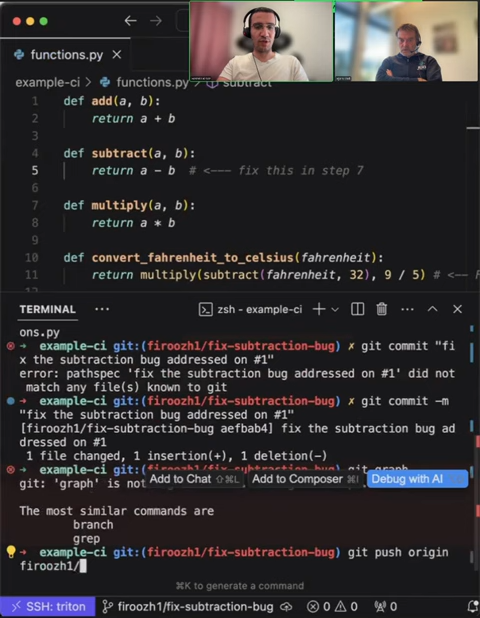 functions.py ×
example-ci > functions.py > subtract
1 def add(a, b):
2 return a + b
3
4 def subtract(a, b):
5 return a - b # <--- fix this in step 7
6
7 def multiply(a, b):
8 return a * b
9
10 def convert_fahrenheit_to_celsius(fahrenheit):
11 return multiply(subtract(fahrenheit, 32), 9 / 5) # <--
TERMINAL ... zsh - example-ci
ons.py
→ example-ci git:(firoozh1/fix-subtraction-bug) ✗ git commit "fi
x the subtraction bug addressed on #1"
error: pathspec 'fix the subtraction bug addressed on #1' did not
match any file(s) known to git
→ example-ci git:(firoozh1/fix-subtraction-bug) ✗ git commit -m
"fix the subtraction bug addressed on #1"
[firoozh1/fix-subtraction-bug aefbab4] fix the subtraction bug ad
dressed on #1
1 file changed, 1 insertion(+), 1 deletion(-)
→ example-ci git:(firoozh1/fix-subtraction-bug) git graph
git: 'graph' is not
Add to Chat ⇧⌘L Add to Composer ⌘I Debug with AI
The most similar commands are
branch
grep
→ example-ci git:(firoozh1/fix-subtraction-bug) git push origin
firoozh1/
⌘K to generate a command
SSH: triton firoozh1/fix-subtraction-bug 0 0 0